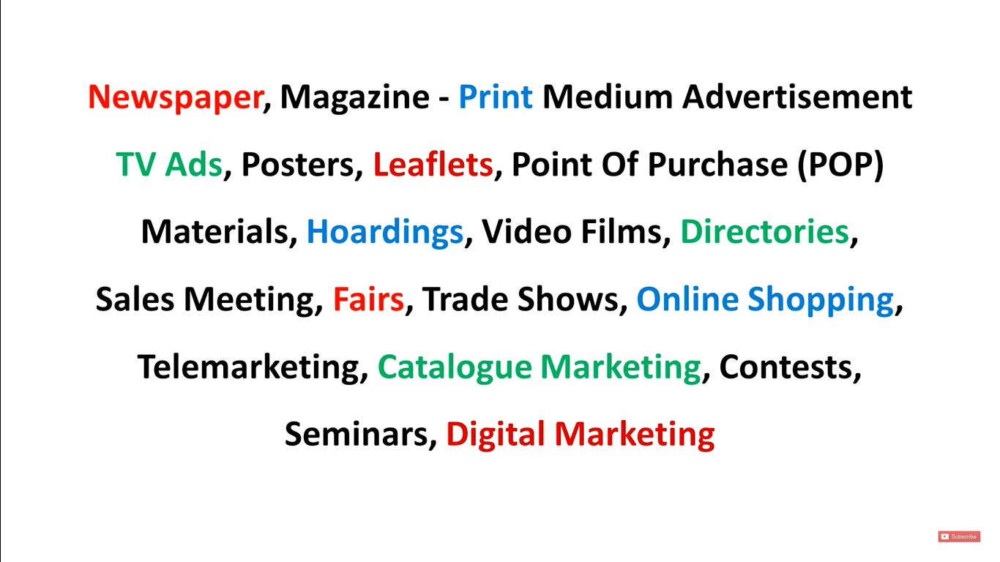 Newspaper, Magazine - Print Medium Advertisement
TV Ads, Posters, Leaflets, Point Of Purchase (POP)
Materials, Hoardings, Video Films, Directories,
Sales Meeting, Fairs, Trade Shows, Online Shopping,
Telemarketing, Catalogue Marketing, Contests,
Seminars, Digital Marketing
Subscribe